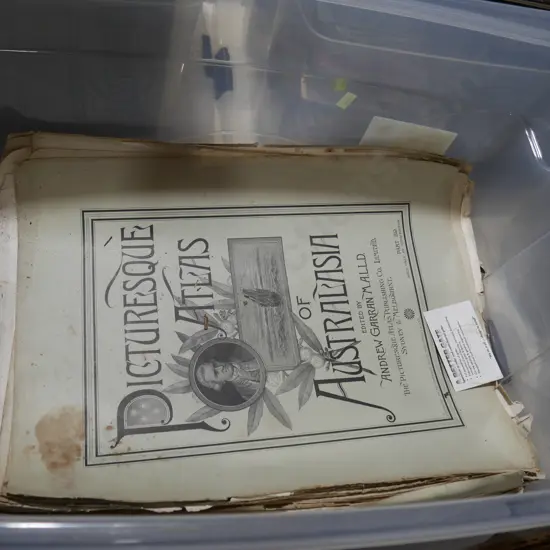 PICTURESQUE
ATLAS
OF
AUSTRALASIA
EDITED BY
ANDREW GARRAN M.A. LL.D.
THE PICTURESQUE ATLAS PUBLISHING CO. LIMITED.
SYDNEY & MELBOURNE.